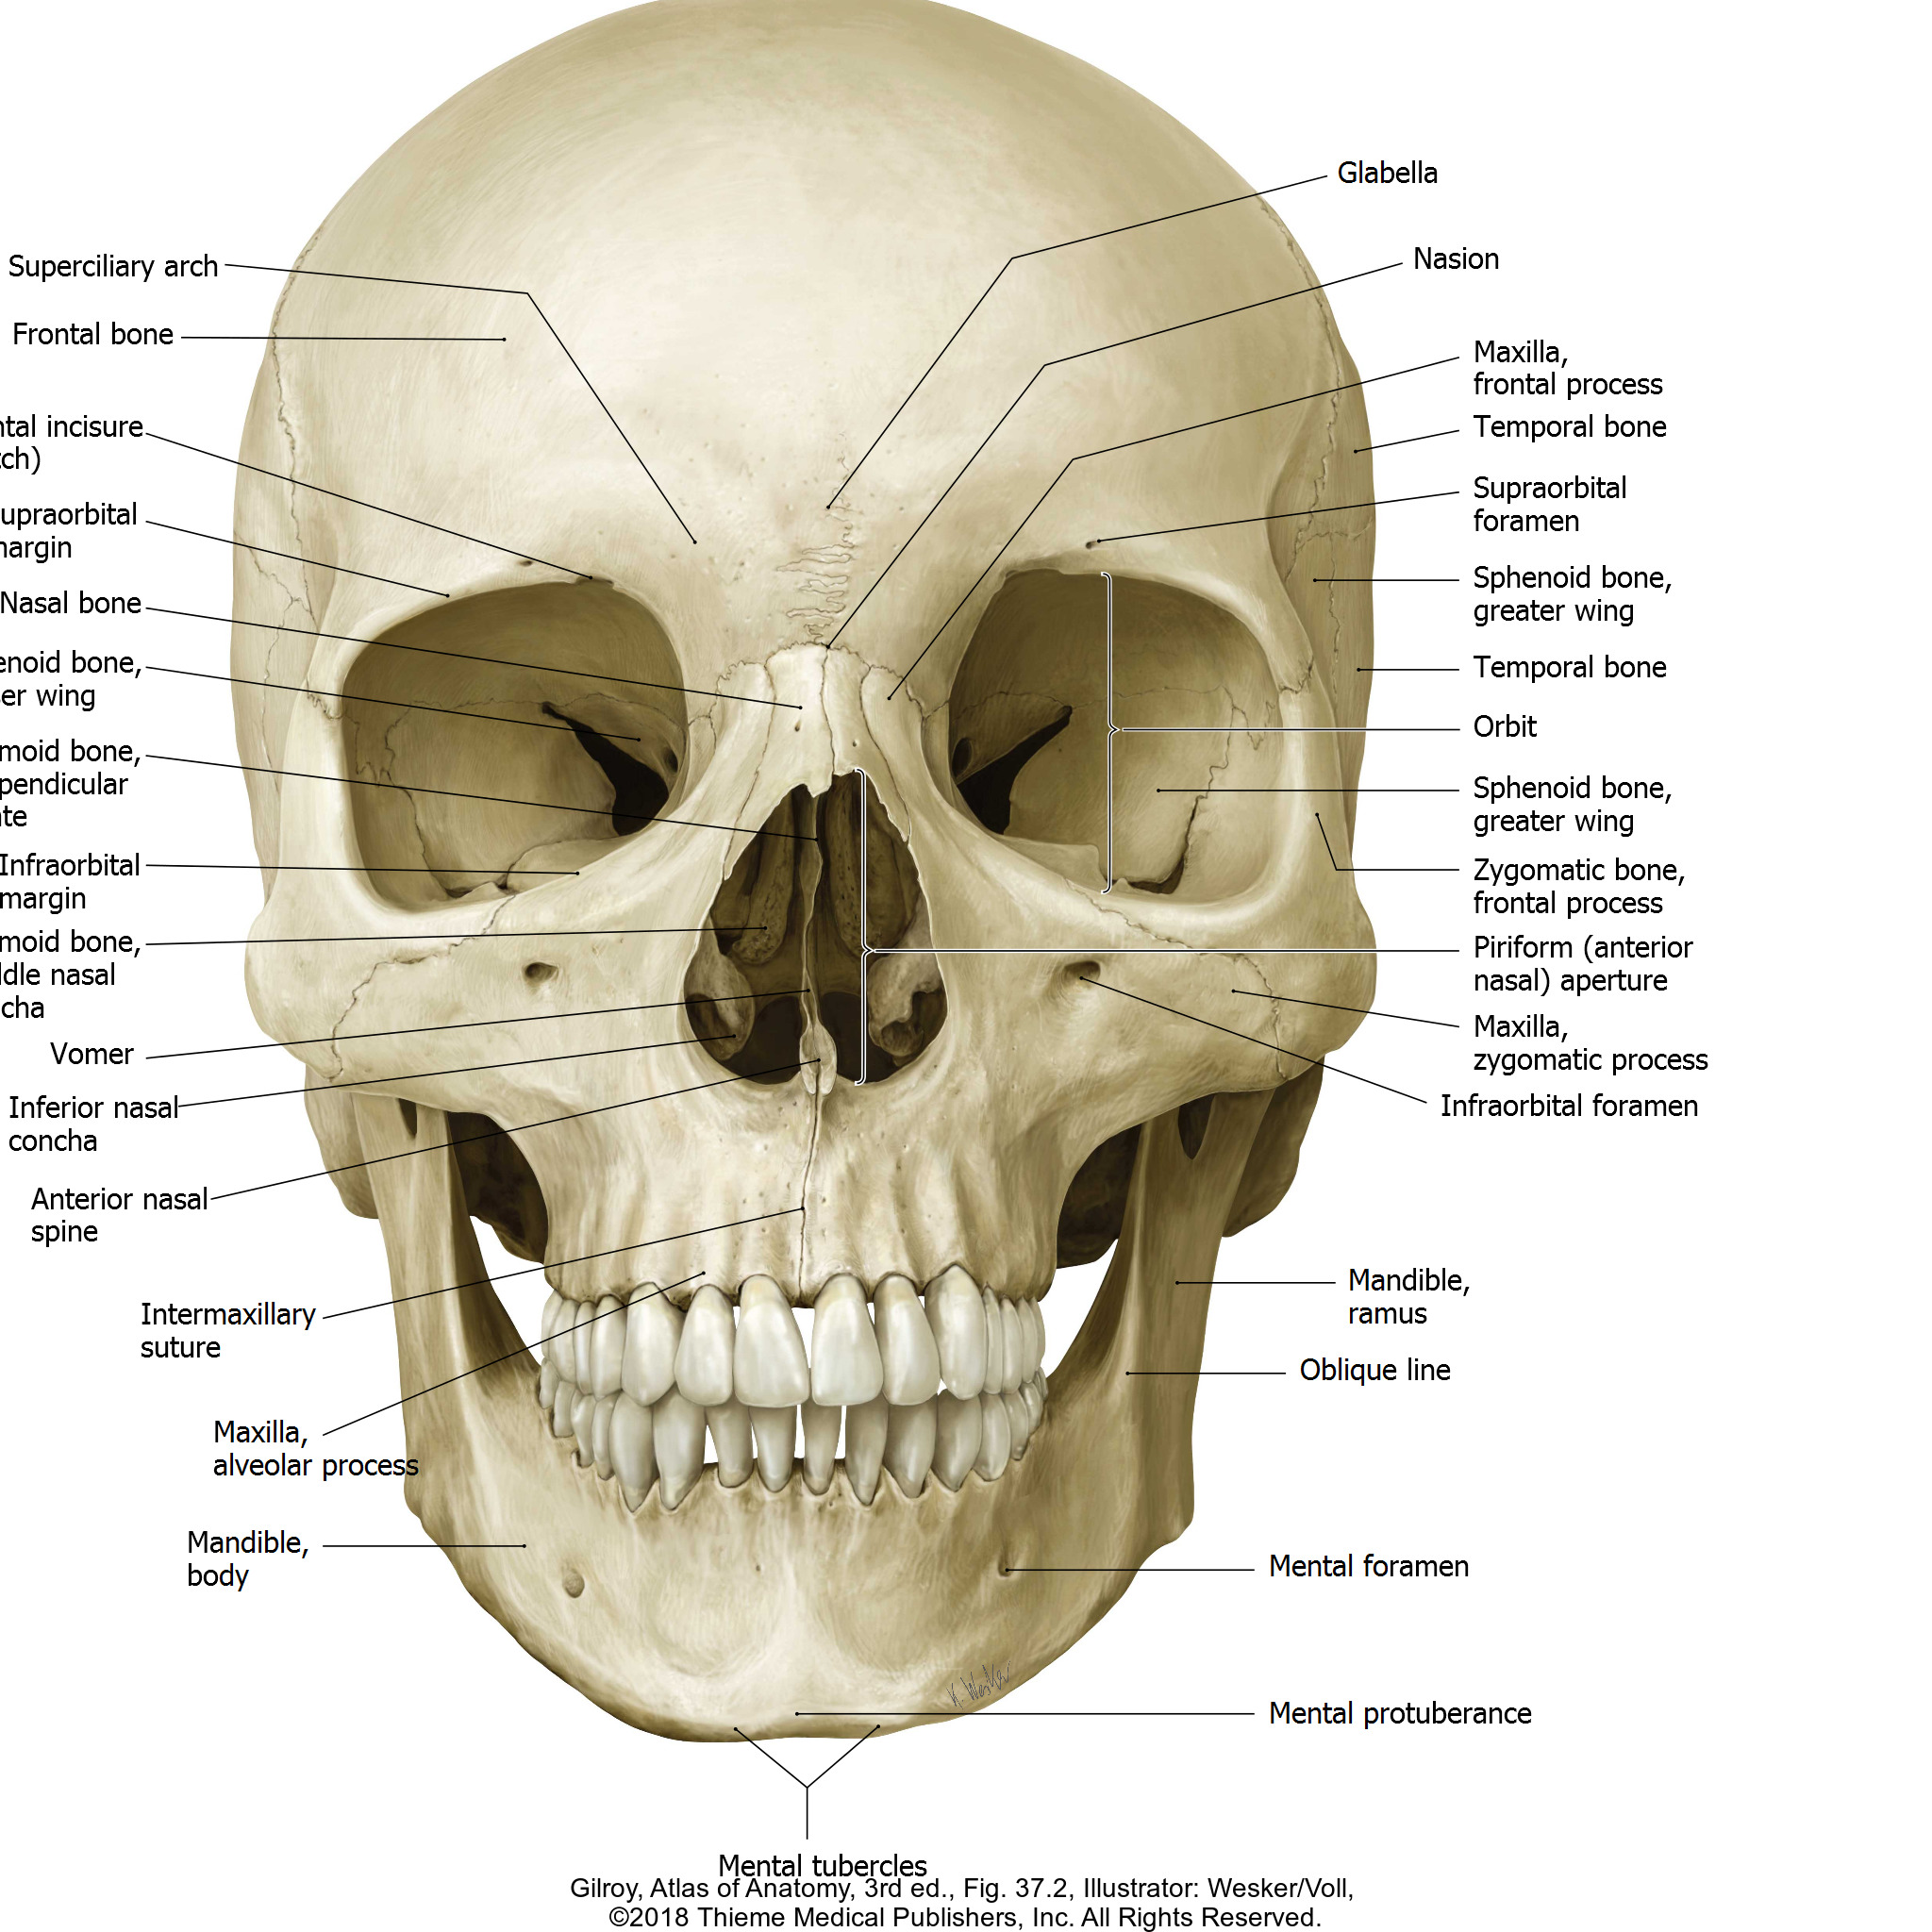 Glabella
Superciliary arch
Nasion
Frontal bone
Maxilla,
frontal process
ntal incisure
tch)
Temporal bone
Supraorbital
foramen
upraorbital
margin
Nasal bone
Sphenoid bone,
greater wing
enoid bone,
er wing
Temporal bone
Orbit
moid bone,
pendicular
te
Sphenoid bone,
greater wing
Infraorbital
margin
Zygomatic bone,
frontal process
moid bone,
ddle nasal
cha
Piriform (anterior
nasal) aperture
Maxilla,
zygomatic process
Vomer
Inferior nasal
concha
Infraorbital foramen
Anterior nasal
spine
Mandible,
ramus
Intermaxillary
suture
Oblique line
Maxilla,
alveolar process
Mandible,
body
Mental foramen
K. Wesker
Mental protuberance
Mental tubercles
Gilroy, Atlas of Anatomy, 3rd ed., Fig. 37.2, Illustrator: Wesker/Voll,
©2018 Thieme Medical Publishers, Inc. All Rights Reserved.